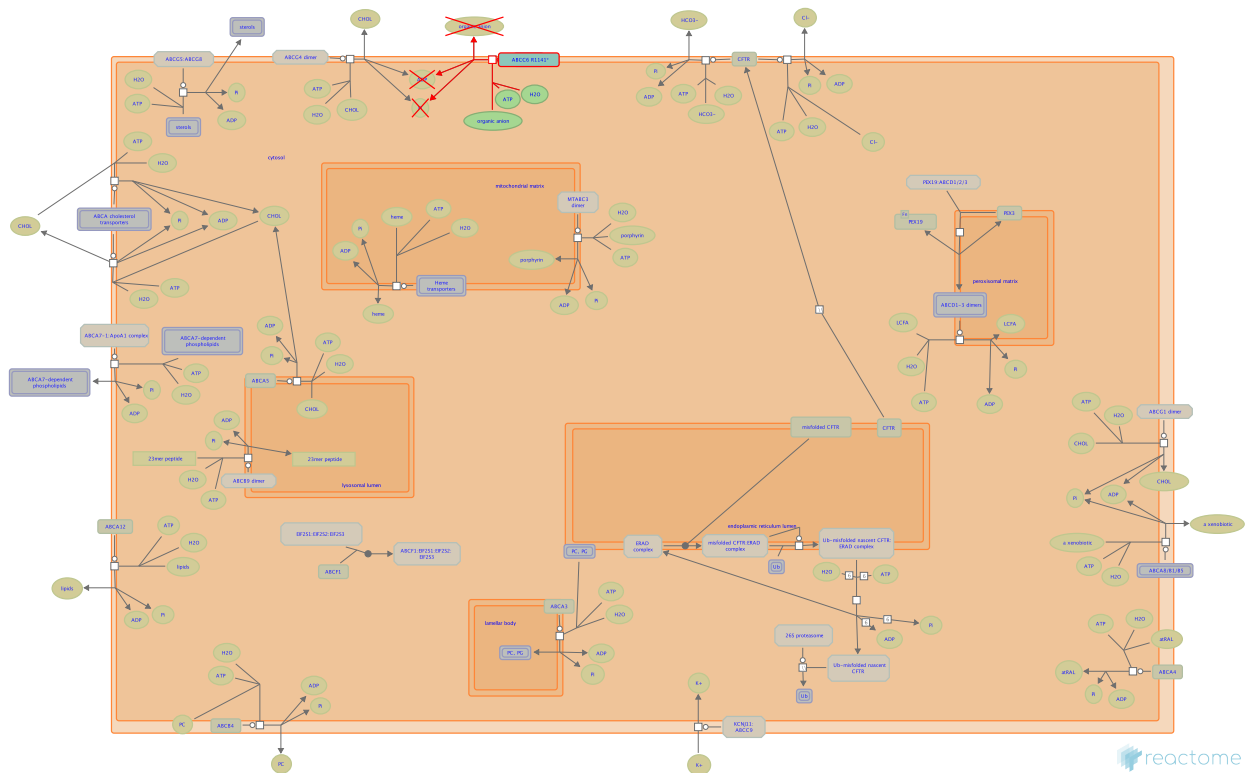 CHOL
organic anion
HCO3-
Cl-
sterols
ABCG5:ABCG8
ABCG4 dimer
ABCC6 R1141*
CFTR
H2O
ATP
Pi
ADP
sterols
ATP
H2O
CHOL
ATP
H2O
organic anion
Pi
ADP
ATP
H2O
HCO3-
Pi
ADP
ATP
H2O
Cl-
ATP
H2O
cytosol
ABCA cholesterol
transporters
Pi
ADP
CHOL
CHOL
ATP
H2O
mitochondrial matrix
MTABC3
dimer
Pi
heme
ATP
H2O
ADP
porphyrin
H2O
porphyrin
ATP
Heme
transporters
heme
ADP
Pi
PEX19:ABCD1/2/3
PEX19
PEX3
peroxisomal matrix
ABCD1-3 dimers
LCFA
LCFA
H2O
Pi
ATP
ADP
ABCA7-1:ApoA1 complex
ABCA7-dependent
phospholipids
ATP
H2O
ABCA7-dependent
phospholipids
Pi
ADP
ADP
Pi
ATP
H2O
ABCA5
CHOL
ADP
Pi
23mer peptide
23mer peptide
H2O
ABCB9 dimer
ATP
lysosomal lumen
misfolded CFTR
CFTR
endoplasmic reticulum lumen
ATP
H2O
ABCG1 dimer
CHOL
CHOL
Pi
ADP
a xenobiotic
a xenobiotic
ATP
H2O
ABCA8/B1/B5
ABCA12
ATP
H2O
lipids
lipids
ADP
Pi
EIF2S1:EIF2S2:EIF2S3
ABCF1
ABCF1:EIF2S1:EIF2S2:
EIF2S3
PC, PG
ERAD
complex
misfolded CFTR:ERAD
complex
Ub
Ub-misfolded nascent CFTR:
ERAD complex
H2O
6
6
ATP
6
6
Pi
ADP
26S proteasome
Ub-misfolded nascent
CFTR
Ub
ABCA3
ATP
H2O
lamellar body
PC, PG
ADP
Pi
ATP
H2O
atRAL
atRAL
ABCA4
Pi
ADP
H2O
ATP
PC
ABCB4
ADP
Pi
PC
K+
KCNJ11:
ABCC9
K+
reactome